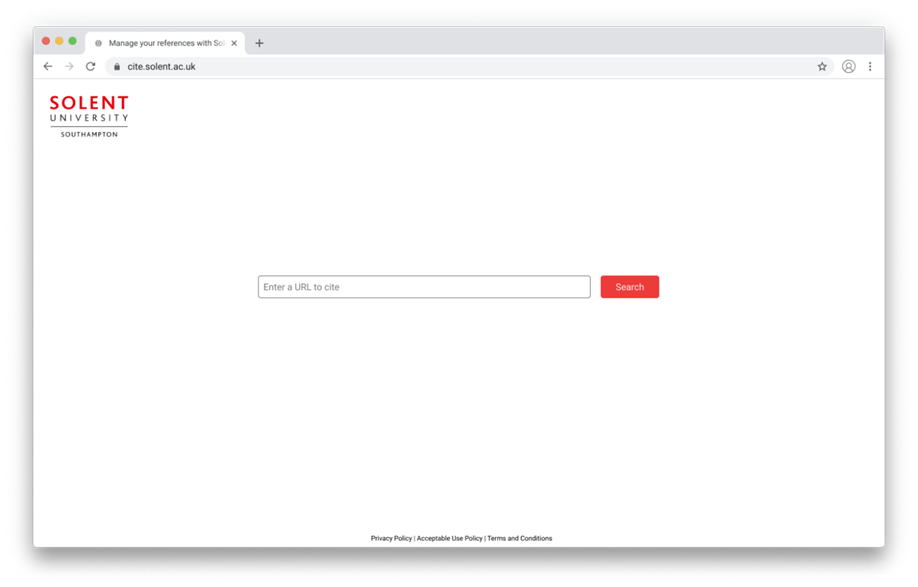 Manage your references with Sol
cite.solent.ac.uk
SOLENT
UNIVERSITY
SOUTHAMPTON
Enter a URL to cite
Search
Privacy Policy | Acceptable Use Policy | Terms and Conditions